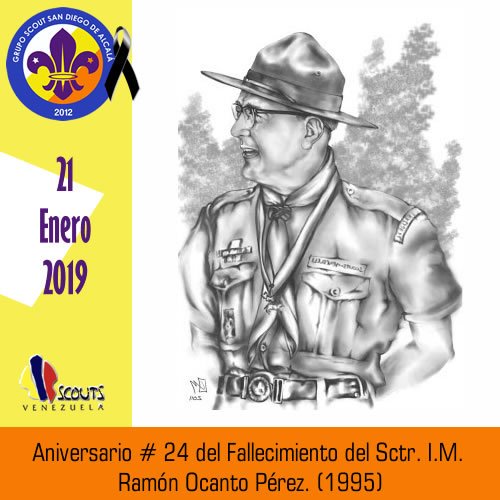 GRUPO SCOUT SAN DIEGO DE ALCALÁ
2012
21
Enero
2019
SCOUTS
VENEZUELA
Aniversario # 24 del Fallecimiento del Sctr. I.M.
Ramón Ocanto Pérez. (1995)